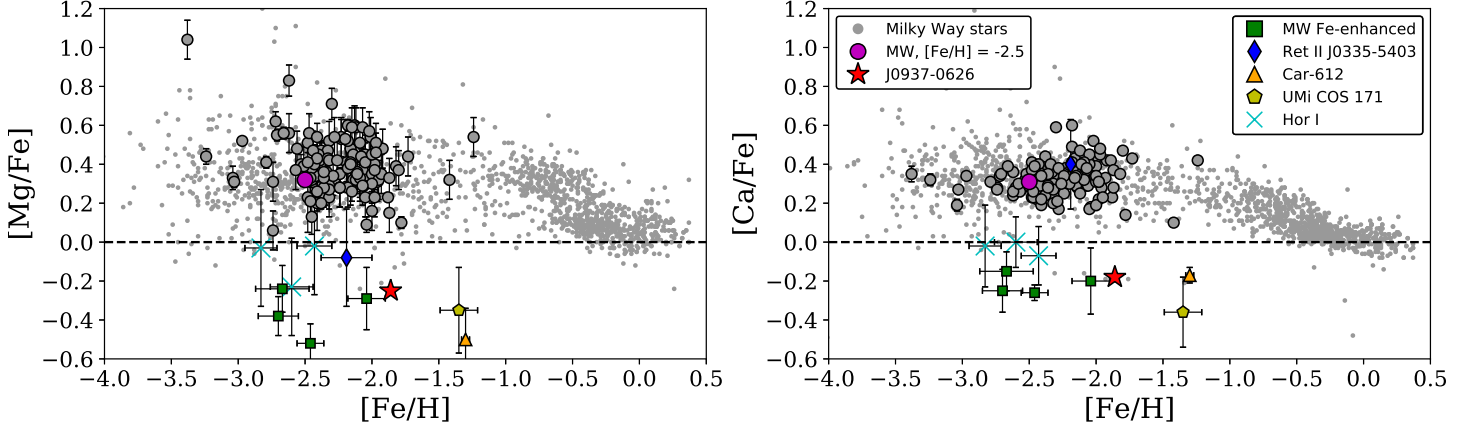 1.2
1.0
0.8
0.6
0.4
0.2
0.0
−0.2
−0.4
−0.6
[Mg/Fe]
−4.0 −3.5 −3.0 −2.5 −2.0 −1.5 −1.0 −0.5 0.0 0.5
[Fe/H]
1.2
1.0
0.8
0.6
0.4
0.2
0.0
−0.2
−0.4
−0.6
[Ca/Fe]
Milky Way stars
MW, [Fe/H] = -2.5
J0937-0626
MW Fe-enhanced
Ret II J0335-5403
Car-612
UMi COS 171
Hor I
−4.0 −3.5 −3.0 −2.5 −2.0 −1.5 −1.0 −0.5 0.0 0.5
[Fe/H]